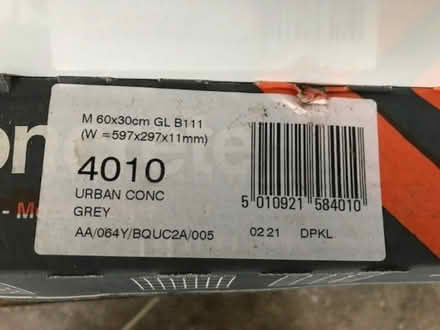 M 60x30cm GL B111
(W =597x297x11mm)
4010
URBAN CONC
GREY
AA/064Y/BQUC2A/005
5 010921 584010
02 21 DPKL